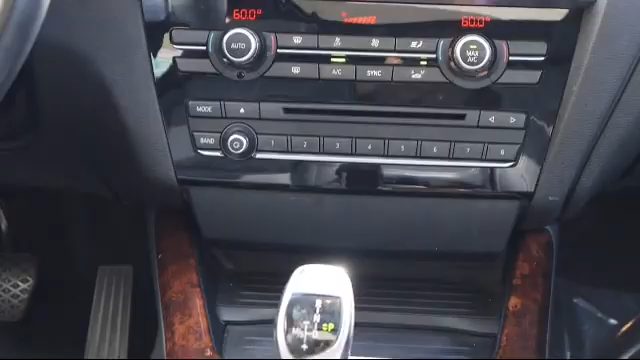 60.0° 60.0°
AUTO MAX A/C
A/C SYNC
MODE
BAND 1 2 3 4 5 6 7 8
R
N
D
M/S P